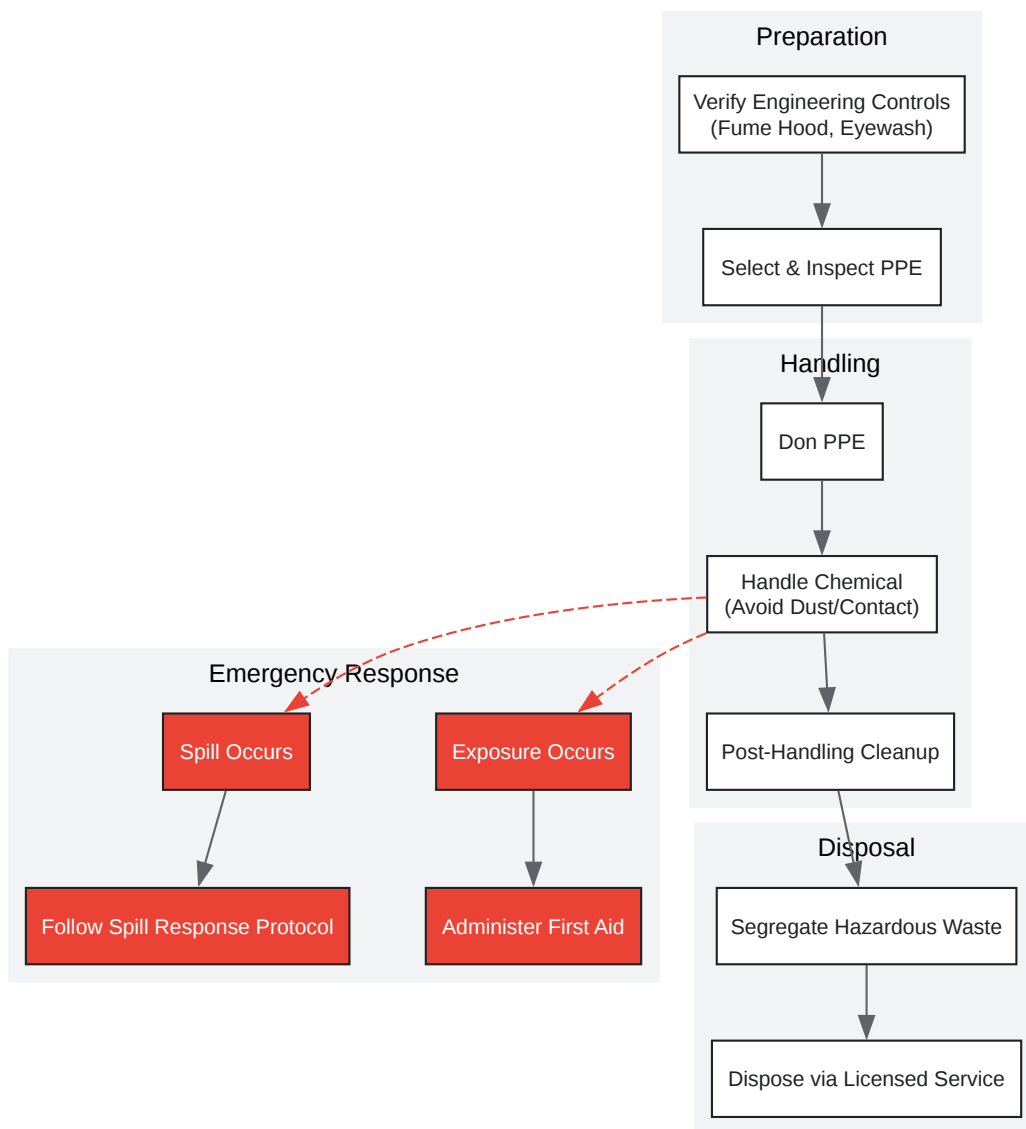 Preparation
Verify Engineering Controls
(Fume Hood, Eyewash)
Select & Inspect PPE
Handling
Don PPE
Handle Chemical
(Avoid Dust/Contact)
Post-Handling Cleanup
Emergency Response
Spill Occurs
Exposure Occurs
Follow Spill Response Protocol
Administer First Aid
Disposal
Segregate Hazardous Waste
Dispose via Licensed Service